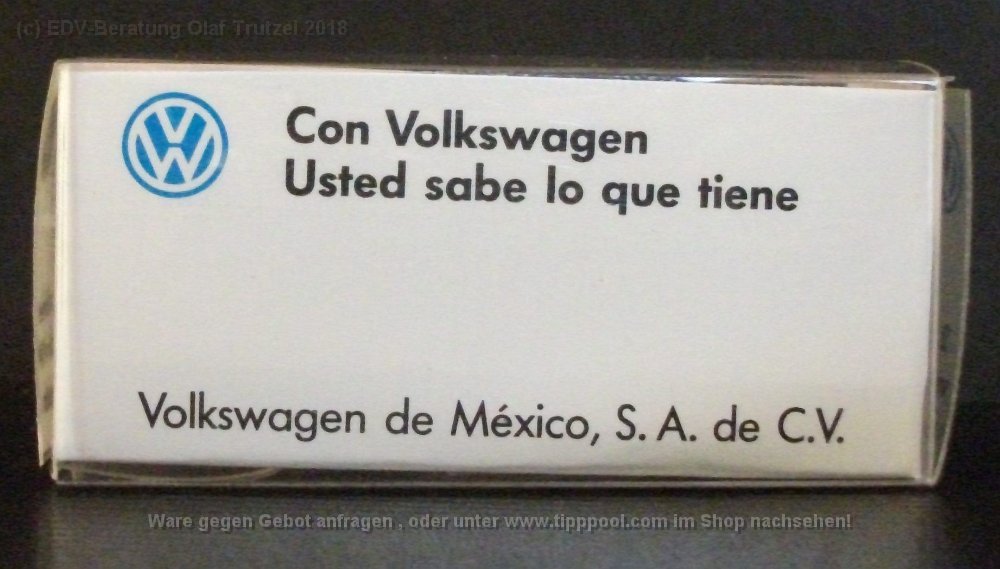 (c) EDV-Beratung Olaf Trutzel 2018
Con Volkswagen
Usted sabe lo que tiene
Volkswagen de México, S. A. de C.V.
Ware gegen Gebot anfragen , oder unter www.tipppool.com im Shop nachsehen!